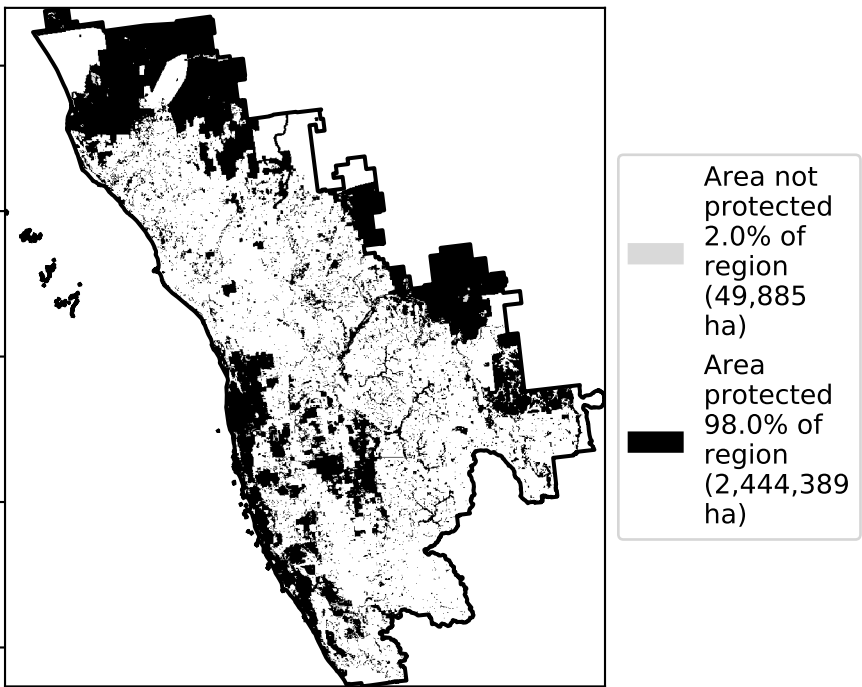 Area not
protected
2.0% of
region
(49,885
ha)
Area
protected
98.0% of
region
(2,444,389
ha)